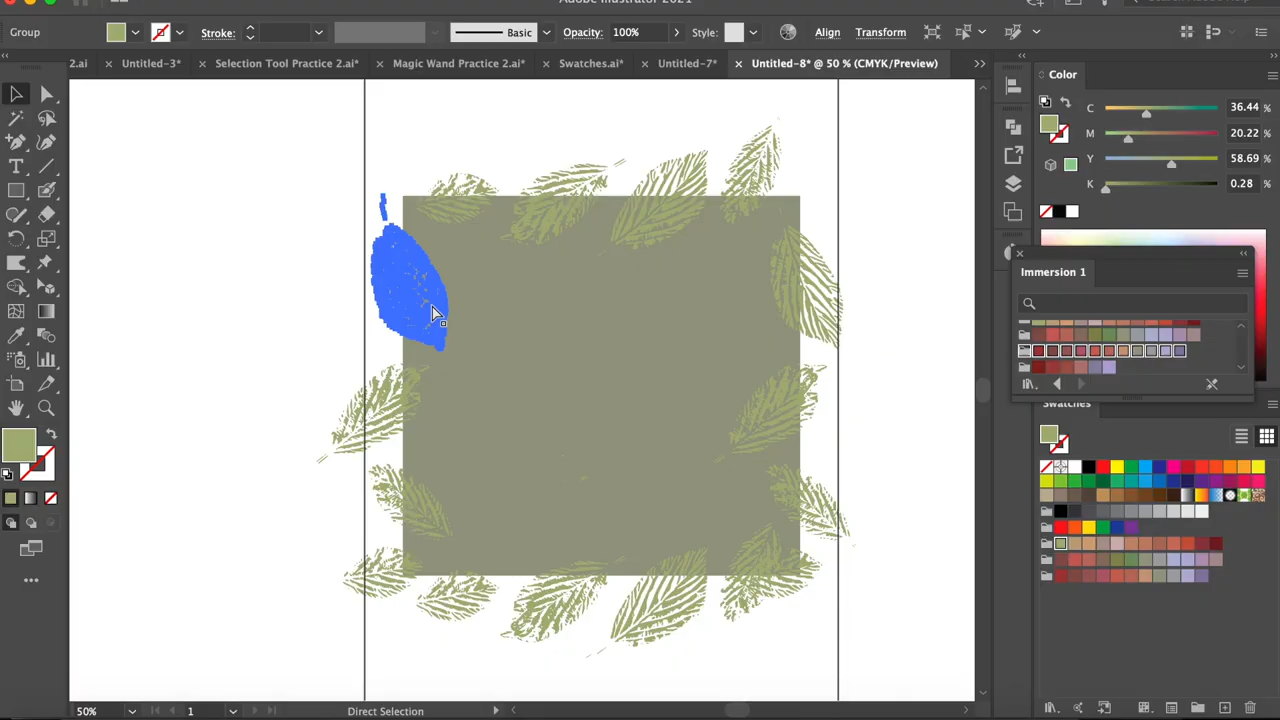 Adobe Illustrator 2021
Group
Stroke:
Basic
Opacity: 100%
Style:
Align
Transform
2.ai
Untitled-3*
Selection Tool Practice 2.ai*
Magic Wand Practice 2.ai*
Swatches.ai*
Untitled-7*
Untitled-8* @ 50 % (CMYK/Preview)
Color
C 36.44 %
M 20.22 %
Y 58.69 %
K 0.28 %
Immersion 1
Swatches
50%
1
Direct Selection